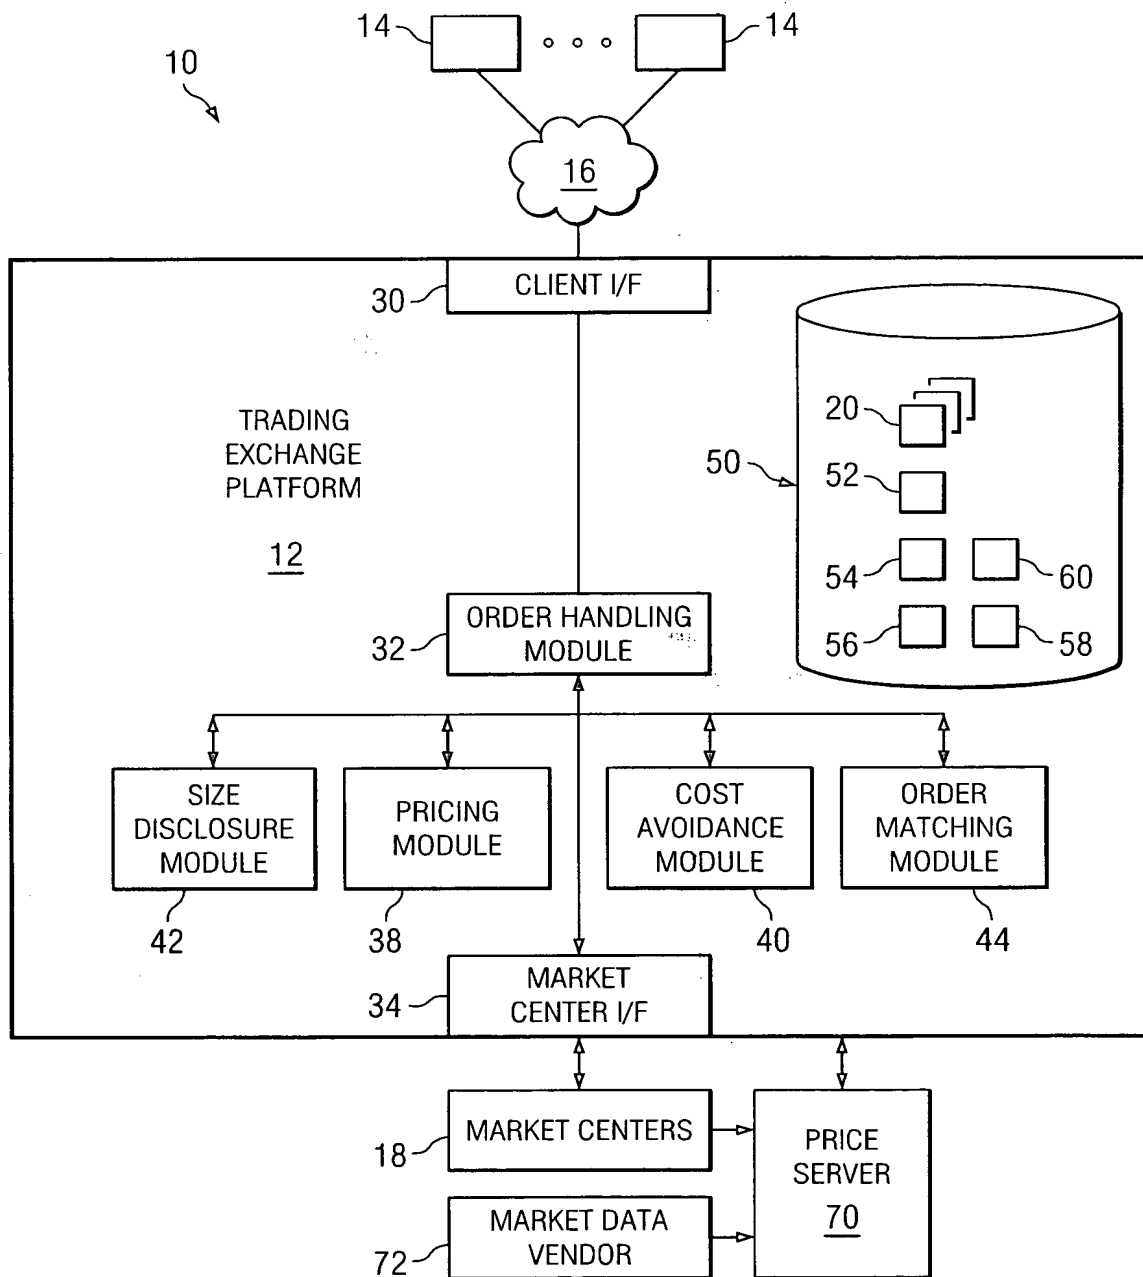 14
14
10
16
30
CLIENT I/F
TRADING
EXCHANGE
PLATFORM
12
20
50
52
54
60
56
58
32
ORDER HANDLING
MODULE
SIZE
DISCLOSURE
MODULE
PRICING
MODULE
COST
AVOIDANCE
MODULE
ORDER
MATCHING
MODULE
42
38
40
44
34
MARKET
CENTER I/F
18
MARKET CENTERS
PRICE
SERVER
70
72
MARKET DATA
VENDOR